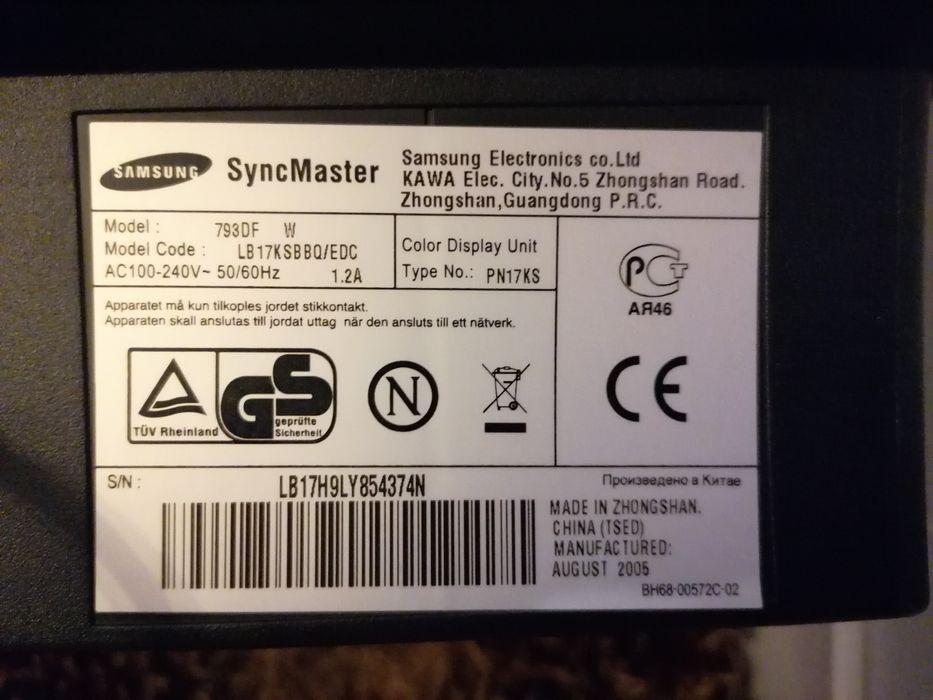 SAMSUNG SyncMaster
Samsung Electronics co.Ltd
KAWA Elec. City.No.5 Zhongshan Road.
Zhongshan,Guangdong P.R.C.
Model : 793DF W
Model Code : LB17KSBBQ/EDC
AC100-240V~ 50/60Hz 1.2A
Color Display Unit
Type No.: PN17KS
Apparatet må kun tilkoples jordet stikkontakt.
Apparaten skall anslutas till jordat uttag när den ansluts till ett nätverk.
PCT
АЯ46
TÜV Rheinland
GS
geprüfte
Sicherheit
N
CE
S/N : LB17H9LY854374N
Произведено в Китае
MADE IN ZHONGSHAN.
CHINA (TSED)
MANUFACTURED:
AUGUST 2005
BH68-00572C-02